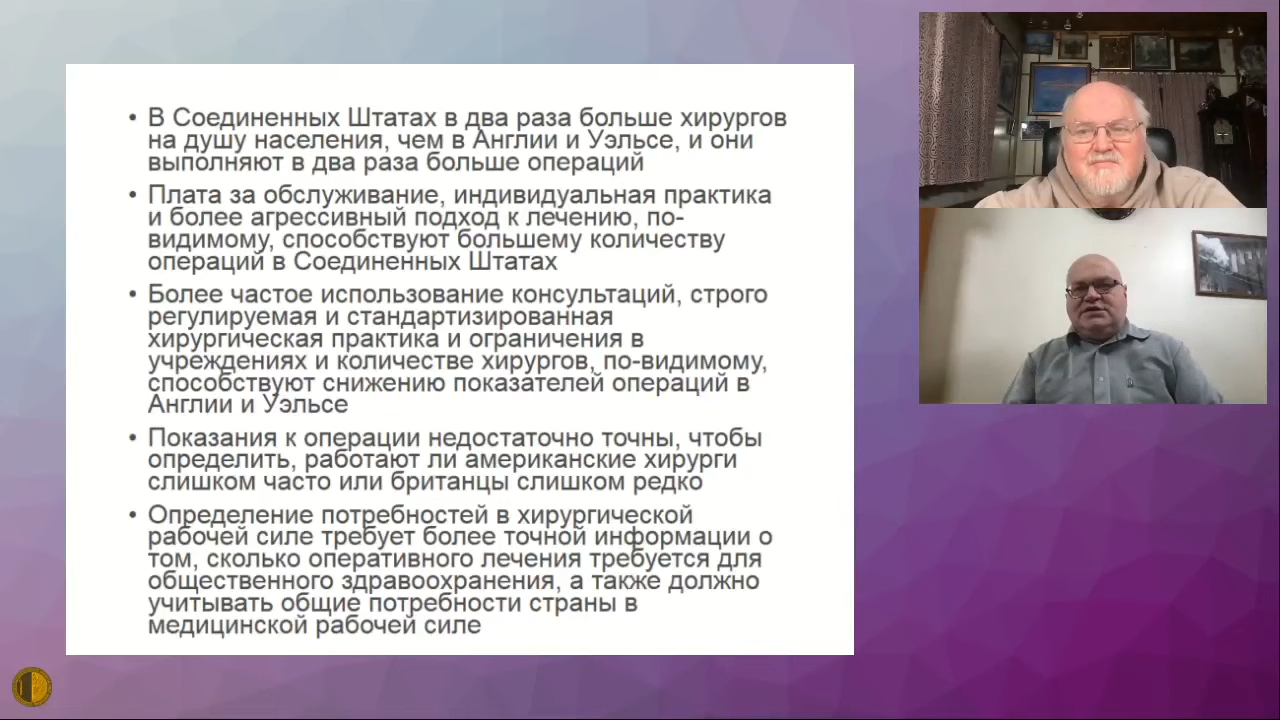 • В Соединенных Штатах в два раза больше хирургов
на душу населения, чем в Англии и Уэльсе, и они
выполняют в два раза больше операций
• Плата за обслуживание, индивидуальная практика
и более агрессивный подход к лечению, по-
видимому, способствуют большему количеству
операций в Соединенных Штатах
• Более частое использование консультаций, строго
регулируемая и стандартизированная
хирургическая практика и ограничения в
учреждениях и количестве хирургов, по-видимому,
способствуют снижению показателей операций в
Англии и Уэльсе
• Показания к операции недостаточно точны, чтобы
определить, работают ли американские хирурги
слишком часто или британцы слишком редко
• Определение потребностей в хирургической
рабочей силе требует более точной информации о
том, сколько оперативного лечения требуется для
общественного здравоохранения, а также должно
учитывать общие потребности страны в
медицинской рабочей силе